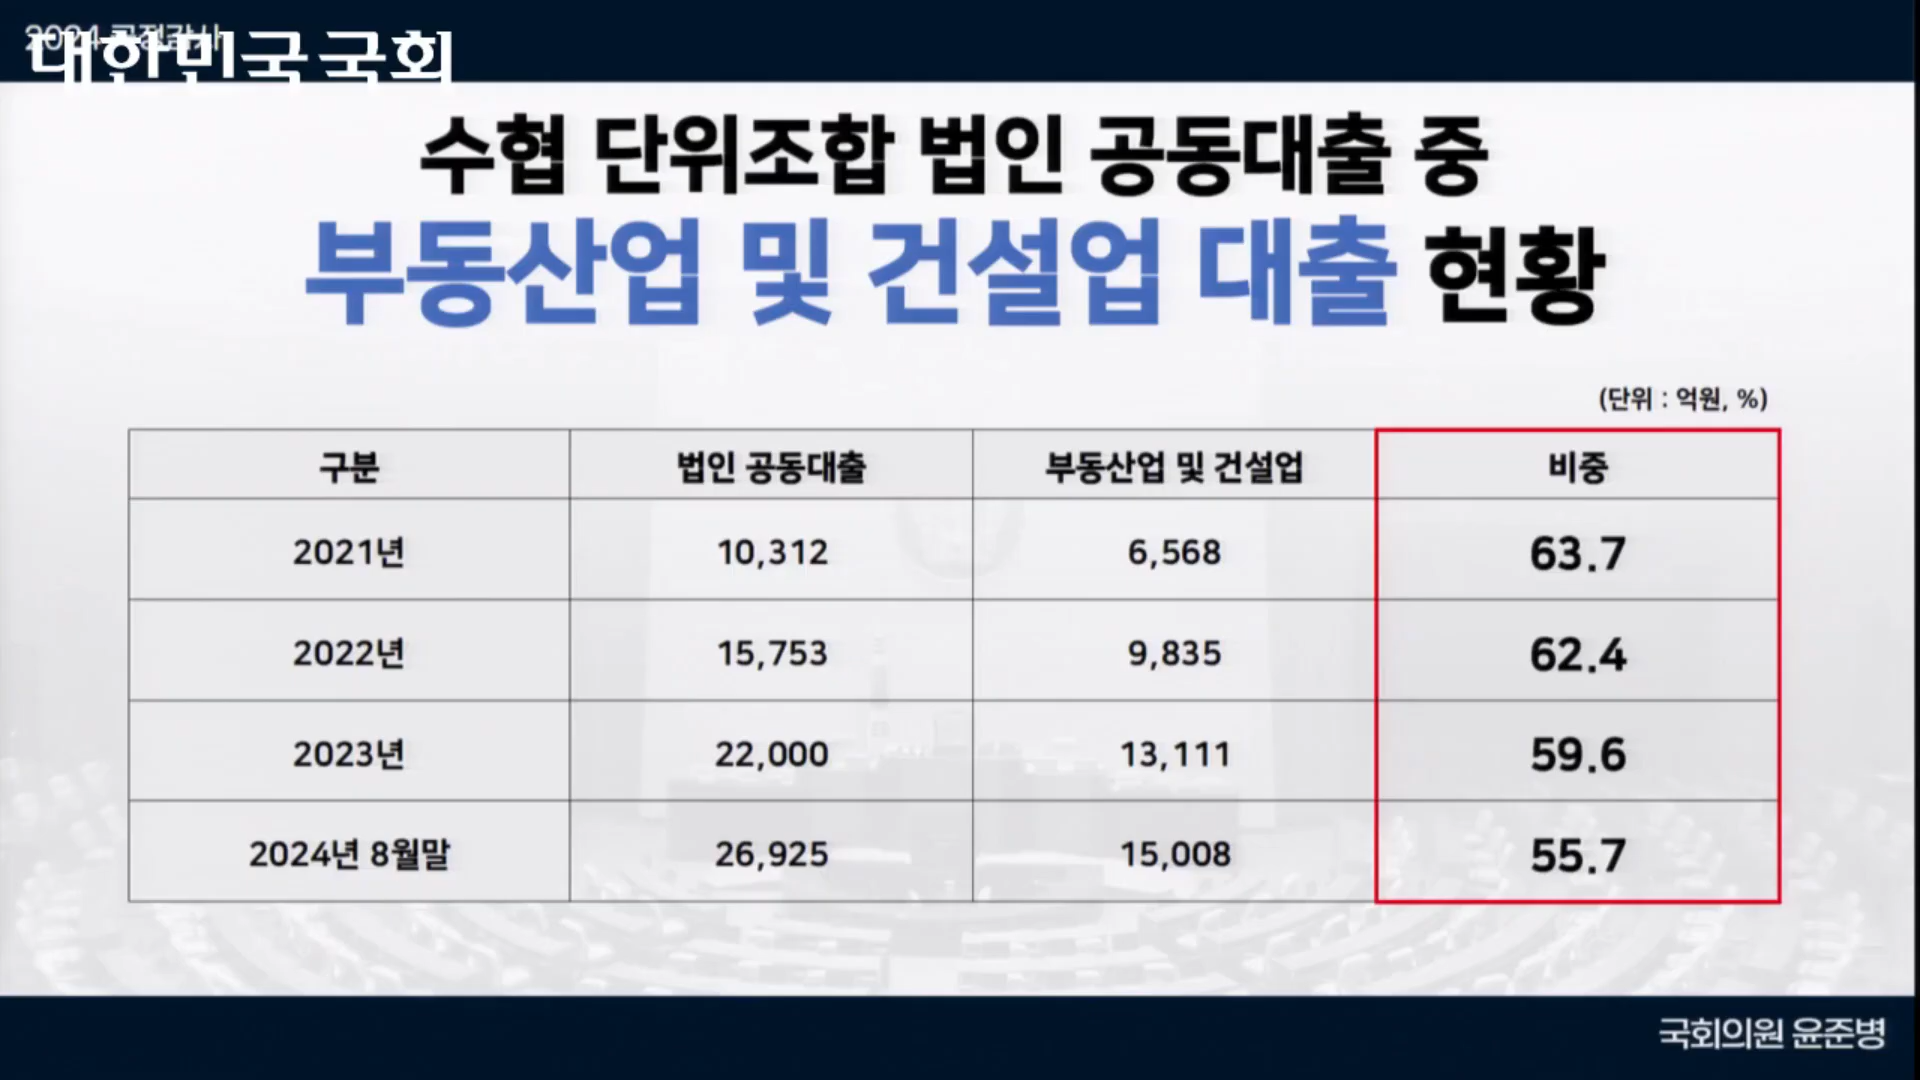 2024 국정감사
대한민국 국회
수협 단위조합 법인 공동대출 중
부동산업 및 건설업 대출 현황
(단위 : 억원, %)
구분 법인 공동대출 부동산업 및 건설업 비중
2021년 10,312 6,568 63.7
2022년 15,753 9,835 62.4
2023년 22,000 13,111 59.6
2024년 8월말 26,925 15,008 55.7
국회의원 윤준병